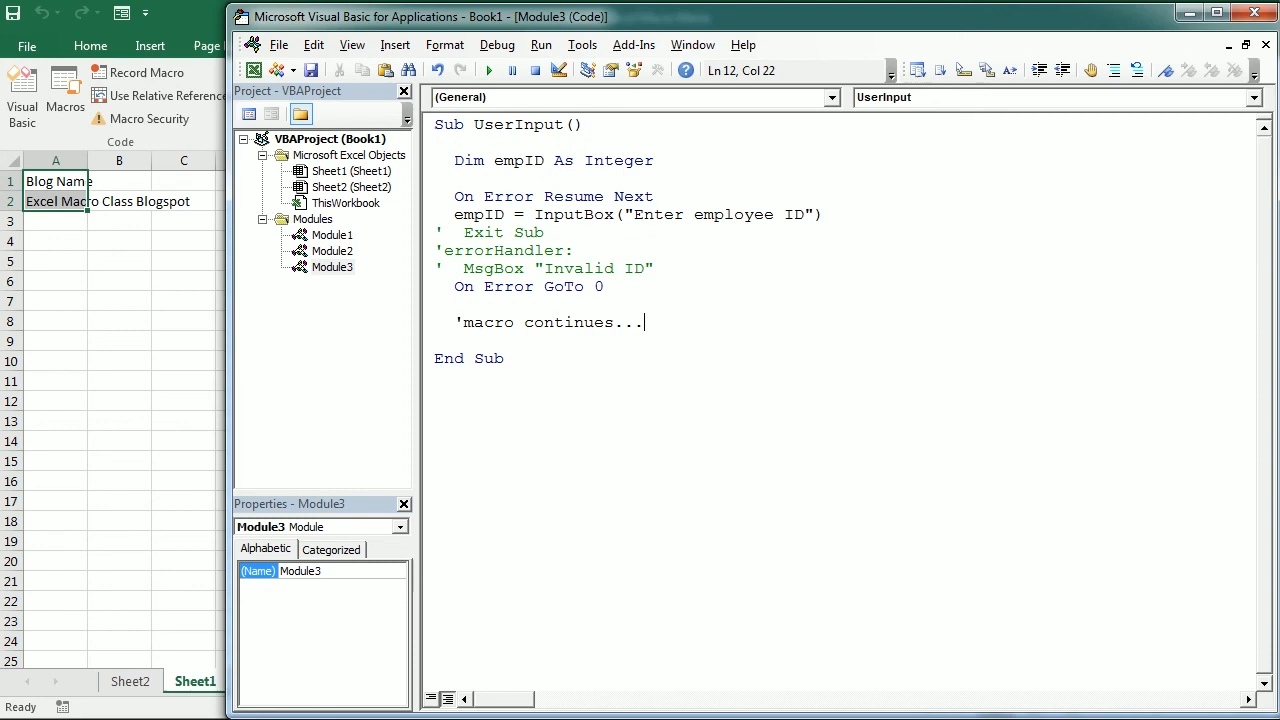 Microsoft Visual Basic for Applications - Book1 - [Module3 (Code)]
File Home Insert Page
File Edit View Insert Format Debug Run Tools Add-Ins Window Help
Visual Basic
Macros
Record Macro
Use Relative Reference
Macro Security
Code
Ln 12, Col 22
Project - VBAProject
VBAProject (Book1)
Microsoft Excel Objects
Sheet1 (Sheet1)
Sheet2 (Sheet2)
ThisWorkbook
Modules
Module1
Module2
Module3
(General)
UserInput
Sub UserInput()
Dim empID As Integer
On Error Resume Next
empID = InputBox("Enter employee ID")
' Exit Sub
'errorHandler:
' MsgBox "Invalid ID"
On Error GoTo 0
'macro continues...
End Sub
Properties - Module3
Module3 Module
Alphabetic Categorized
(Name) Module3
A B C
1 Blog Name
2 Excel Macro Class Blogspot
3
4
5
6
7
8
9
10
11
12
13
14
15
16
17
18
19
20
21
22
23
24
25
Sheet2 Sheet1
Ready